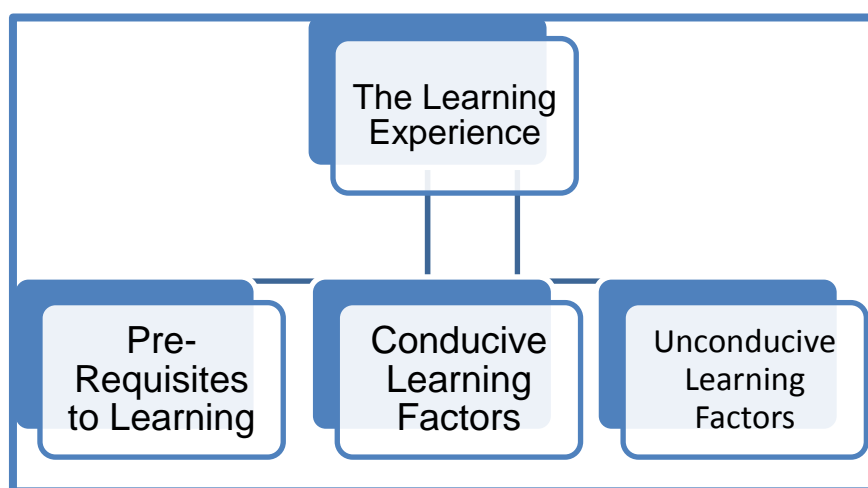 The Learning
Experience
Pre-
Requisites
to Learning
Conducive
Learning
Factors
Unconducive
Learning
Factors